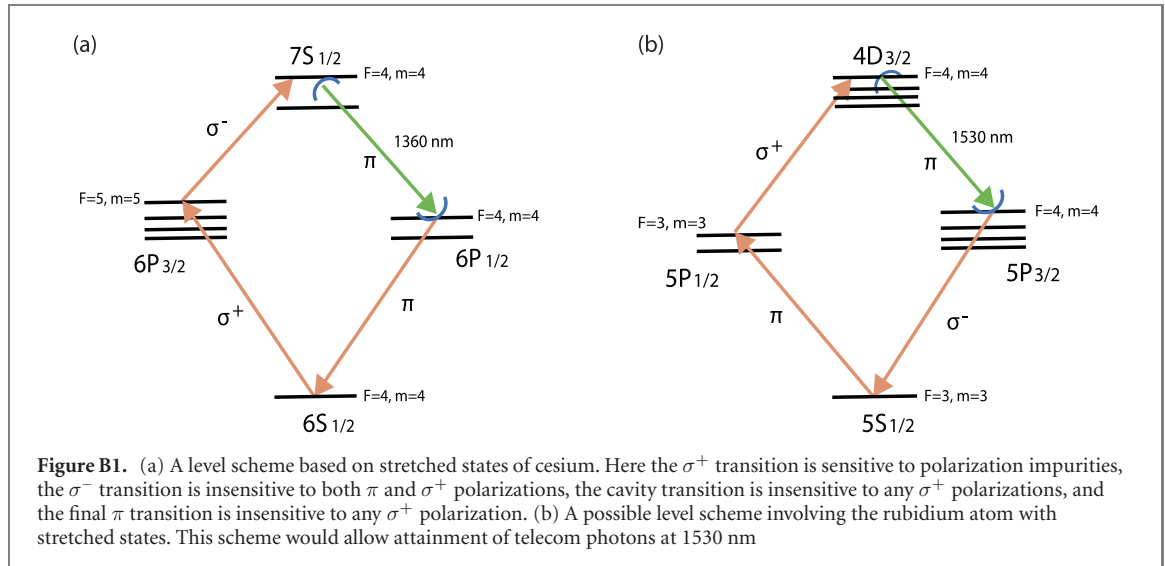 (a)
7S 1/2
F=4, m=4
σ-
1360 nm
π
F=5, m=5
F=4, m=4
6P 3/2
6P 1/2
σ+
π
F=4, m=4
6S 1/2
(b)
4D 3/2
F=4, m=4
σ+
1530 nm
π
F=3, m=3
F=4, m=4
5P 1/2
5P 3/2
π
σ-
F=3, m=3
5S 1/2
Figure B1. (a) A level scheme based on stretched states of cesium. Here the σ+ transition is sensitive to polarization impurities,
the σ− transition is insensitive to both π and σ+ polarizations, the cavity transition is insensitive to any σ+ polarizations, and
the final π transition is insensitive to any σ+ polarization. (b) A possible level scheme involving the rubidium atom with
stretched states. This scheme would allow attainment of telecom photons at 1530 nm